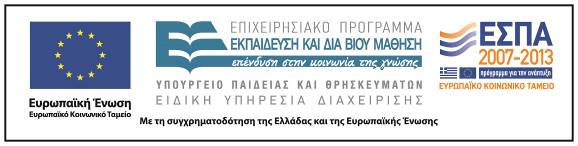 Ευρωπαϊκή Ένωση
Ευρωπαϊκό Κοινωνικό Ταμείο
ΕΠΙΧΕΙΡΗΣΙΑΚΟ ΠΡΟΓΡΑΜΜΑ
ΕΚΠΑΙΔΕΥΣΗ ΚΑΙ ΔΙΑ ΒΙΟΥ ΜΑΘΗΣΗ
επένδυση στην κοινωνία της γνώσης
ΥΠΟΥΡΓΕΙΟ ΠΑΙΔΕΙΑΣ ΚΑΙ ΘΡΗΣΚΕΥΜΑΤΩΝ
ΕΙΔΙΚΗ ΥΠΗΡΕΣΙΑ ΔΙΑΧΕΙΡΙΣΗΣ
Με τη συγχρηματοδότηση της Ελλάδας και της Ευρωπαϊκής Ένωσης
ΕΣΠΑ
2007-2013
πρόγραμμα για την ανάπτυξη
ΕΥΡΩΠΑΪΚΟ ΚΟΙΝΩΝΙΚΟ ΤΑΜΕΙΟ